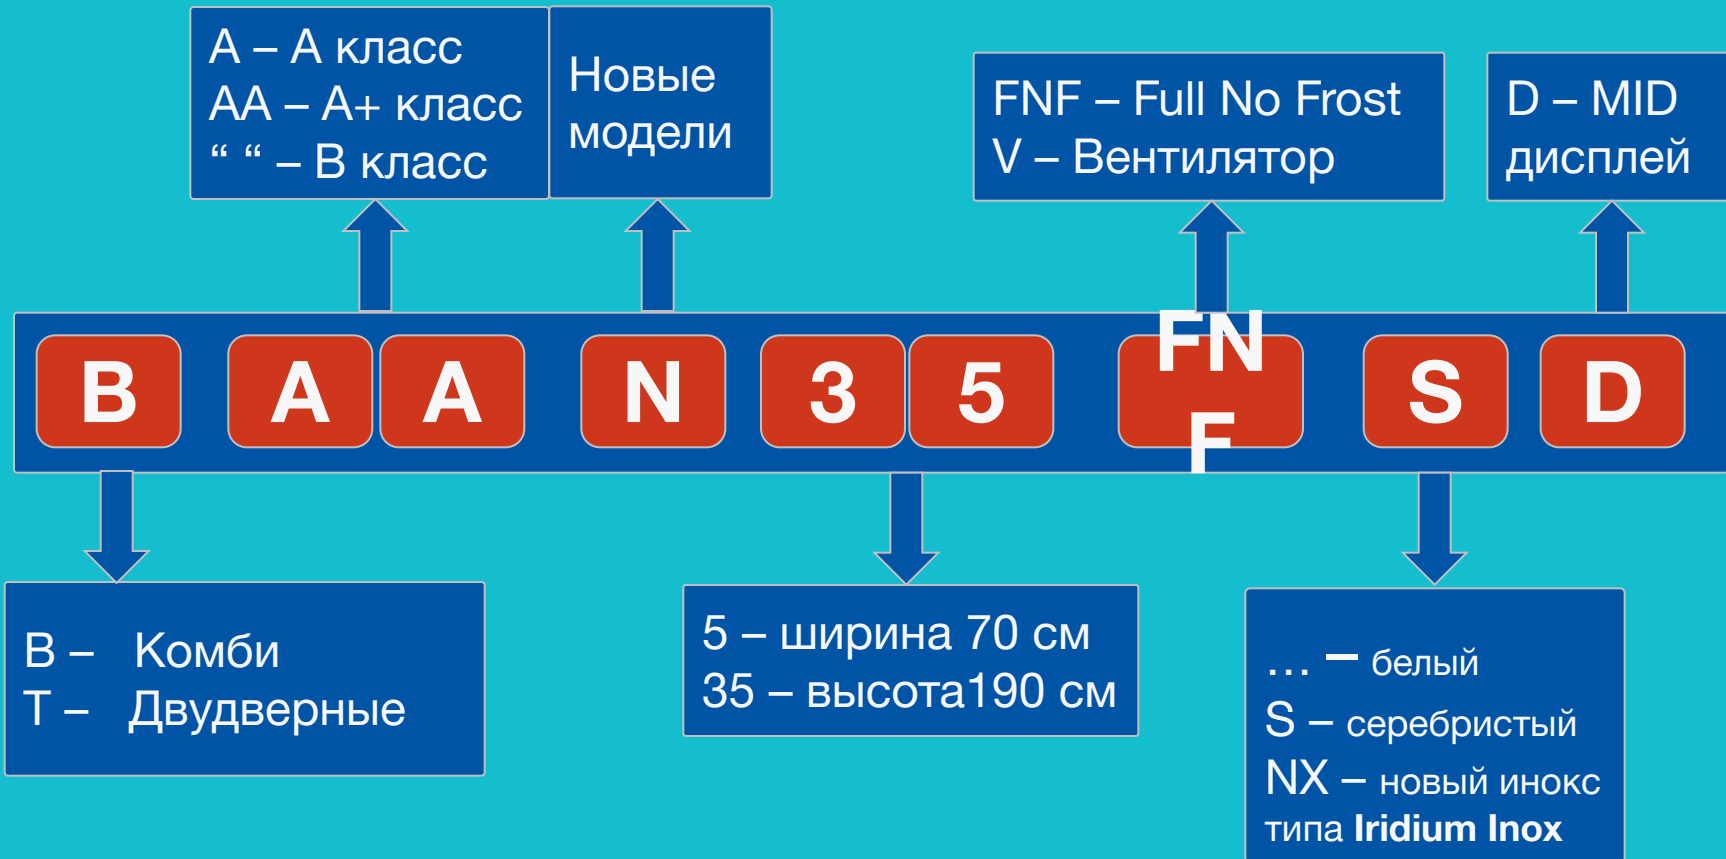 А – А класс
АА – А+ класс
“ “ – В класс
Новые
модели
FNF – Full No Frost
V – Вентилятор
D – MID
дисплей
B
A
A
N
3
5
FN
F
S
D
B – Комби
T – Двудверные
5 – ширина 70 см
35 – высота190 см
... – белый
S – серебристый
NX – новый инокс
типа Iridium Inox